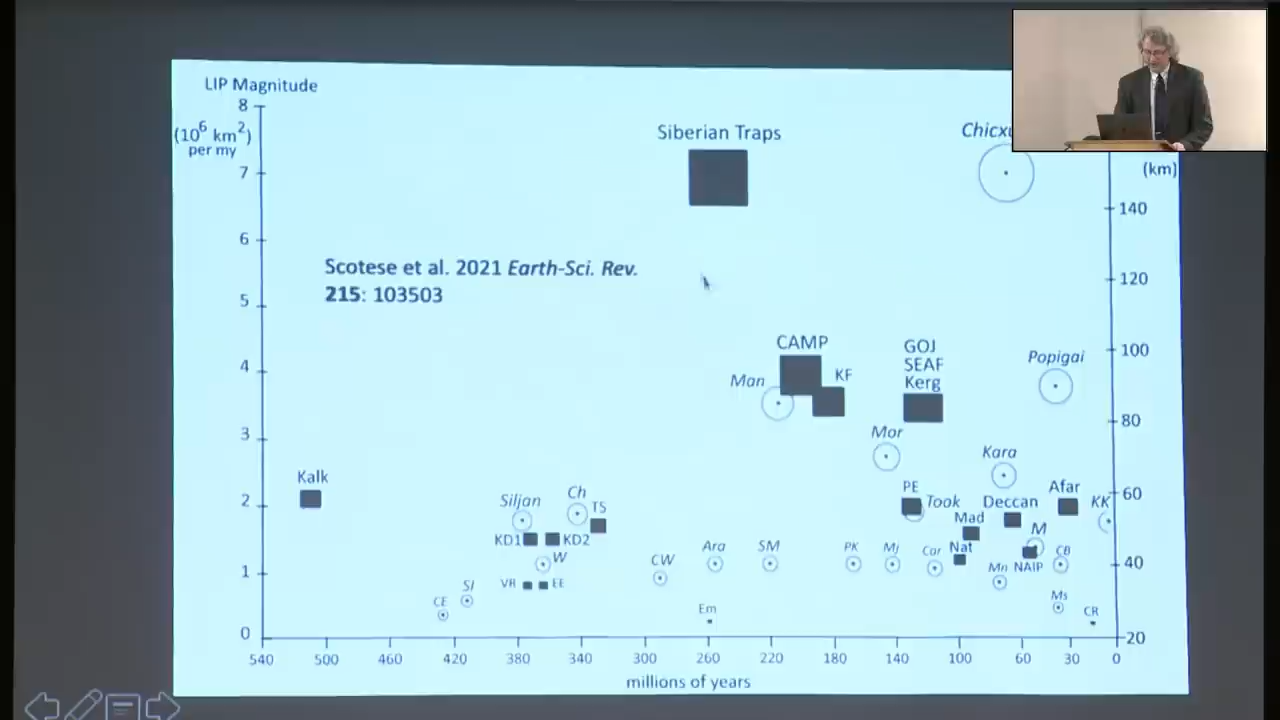 LIP Magnitude
8
(10⁶ km²)
per my
7
6
5
4
3
2
1
0
Siberian Traps
(km)
140
120
100
80
60
40
20
Scotese et al. 2021 Earth-Sci. Rev.
215: 103503
CAMP
KF
Man
GOJ
SEAF
Kerg
Popigai
Mor
Kara
Kalk
Siljan
Ch
TS
PE
Took
Deccan
Afar
KK
KD1
KD2
Mad
M
W
CW
Ara
SM
PK
Mj
Car
Nat
NAIP
CB
VR
EE
Mn
CE
SI
Em
Ms
CR
540
500
460
420
380
340
300
260
220
180
140
100
60
30
0
millions of years